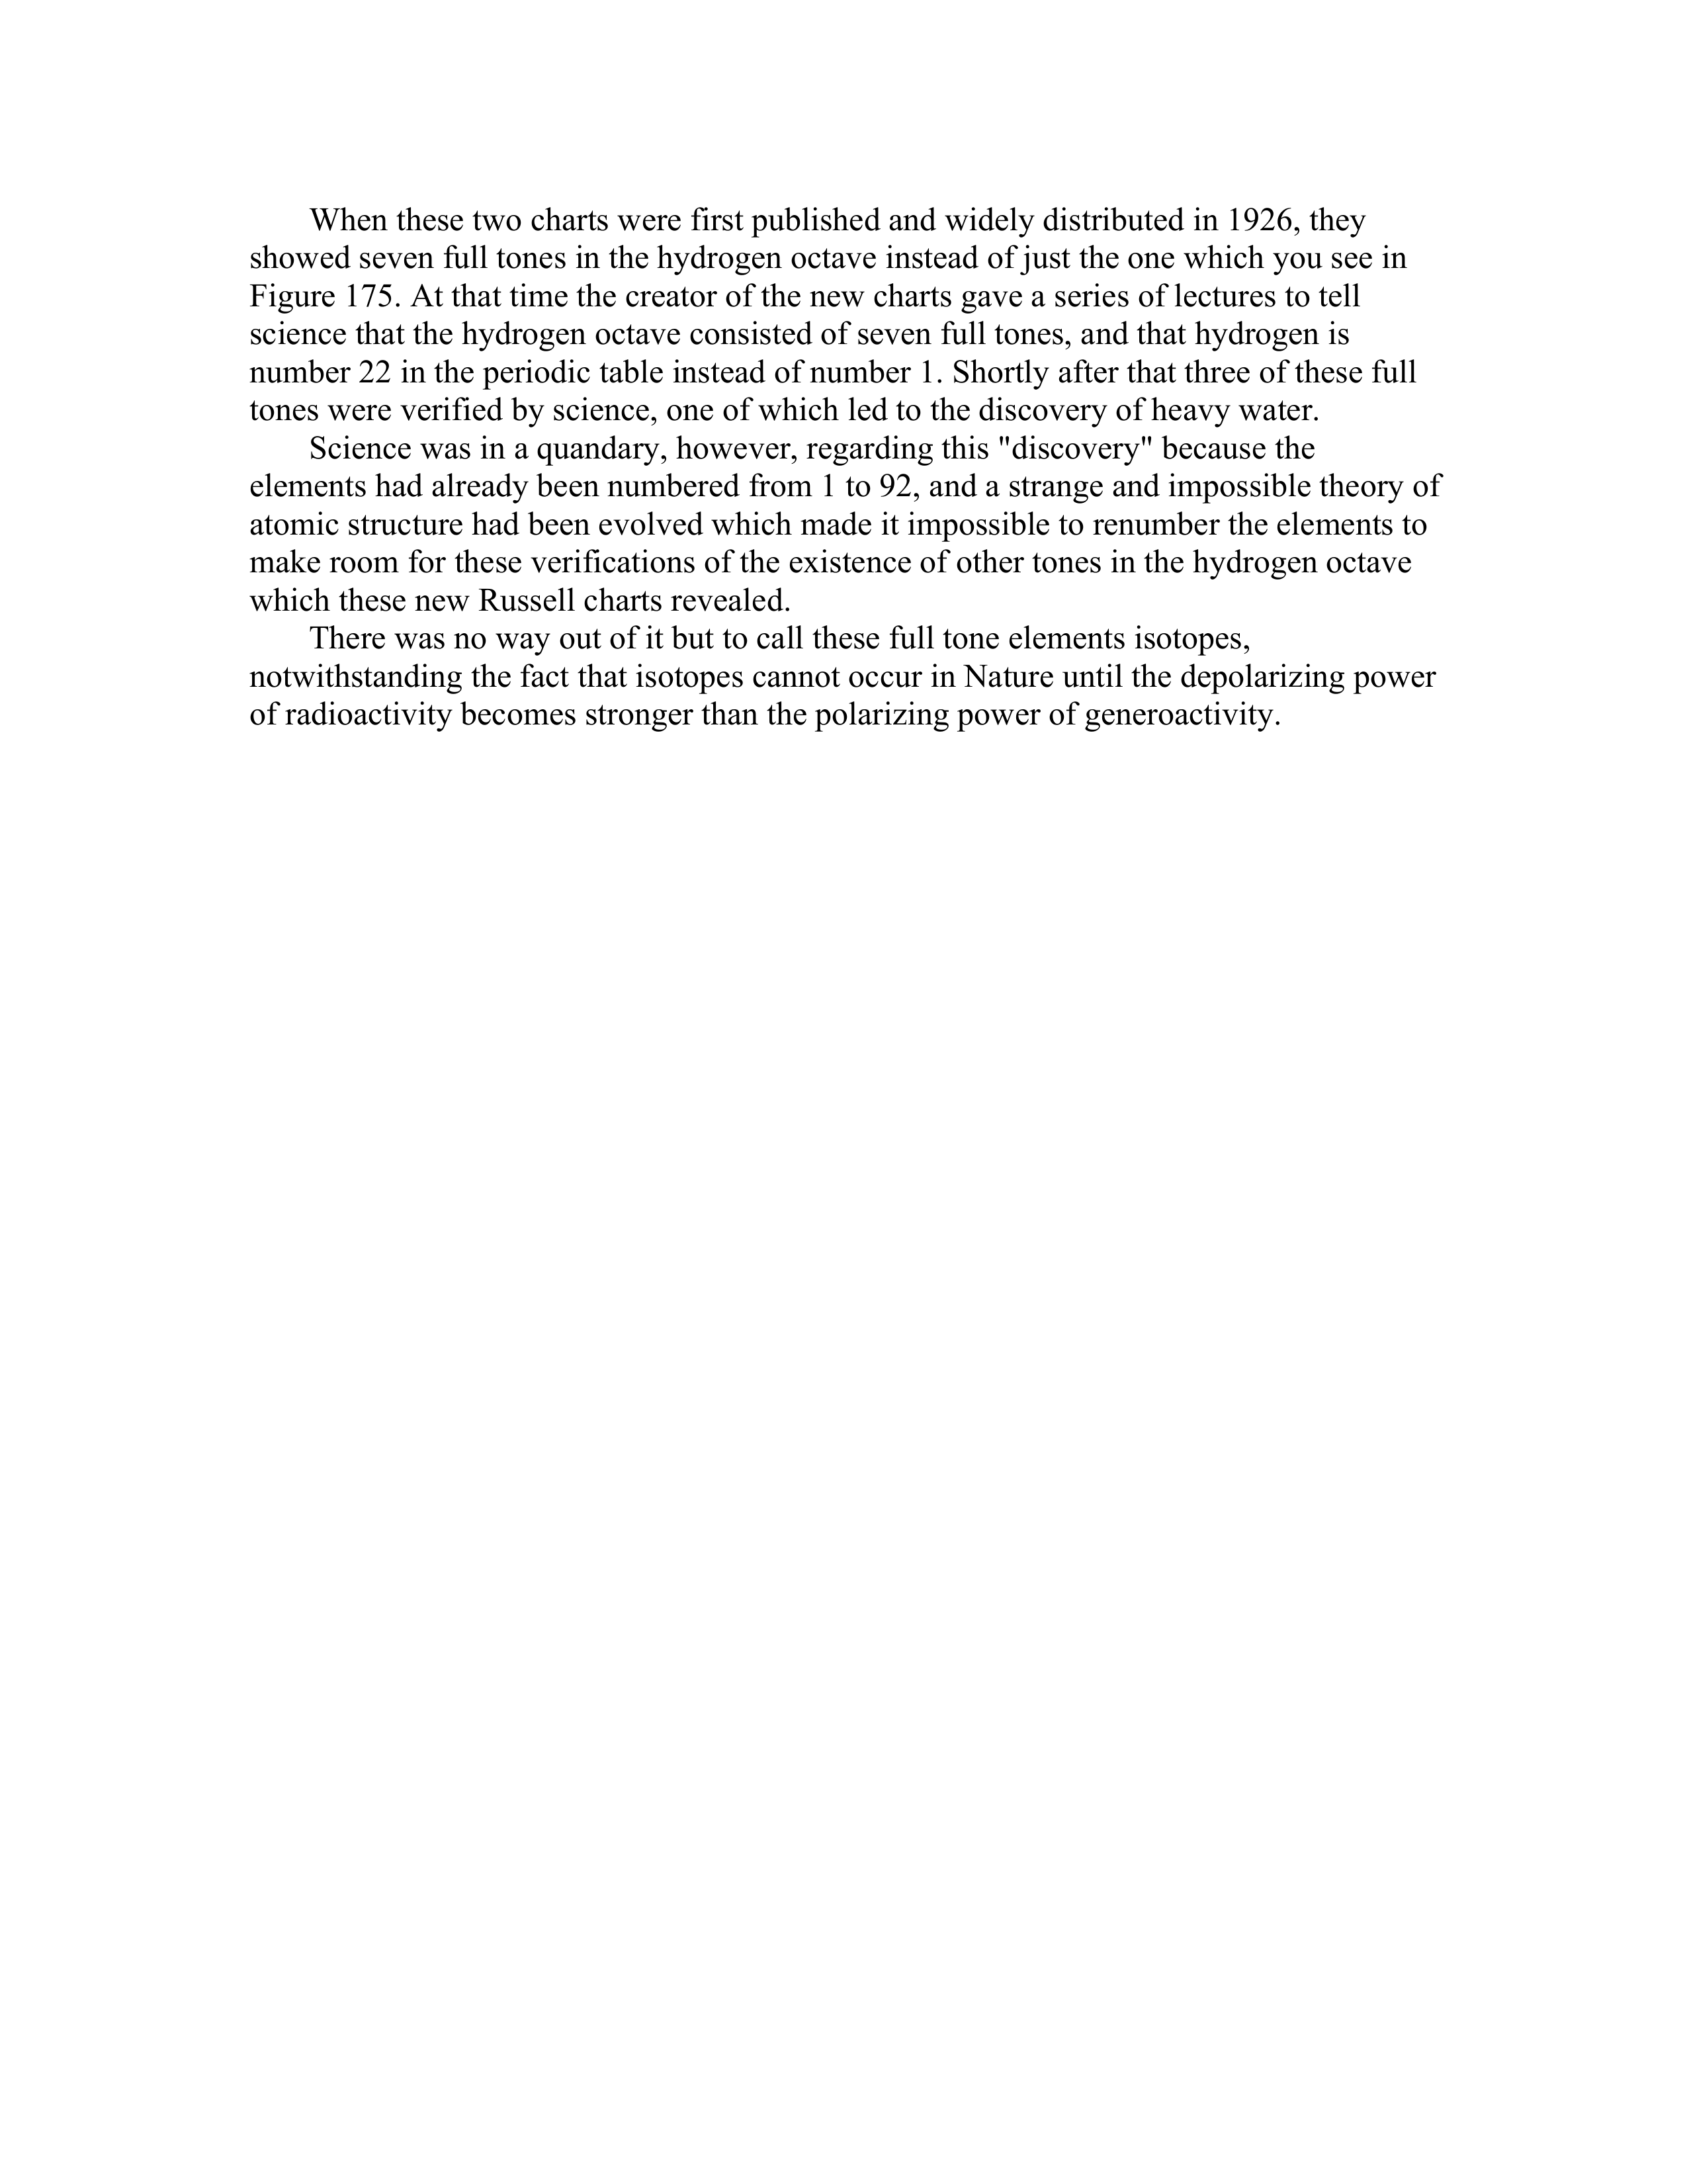 When these two charts were first published and widely distributed in 1926, they
showed seven full tones in the hydrogen octave instead of just the one which you see in
Figure 175. At that time the creator of the new charts gave a series of lectures to tell
science that the hydrogen octave consisted of seven full tones, and that hydrogen is
number 22 in the periodic table instead of number 1. Shortly after that three of these full
tones were verified by science, one of which led to the discovery of heavy water.
Science was in a quandary, however, regarding this "discovery" because the
elements had already been numbered from 1 to 92, and a strange and impossible theory of
atomic structure had been evolved which made it impossible to renumber the elements to
make room for these verifications of the existence of other tones in the hydrogen octave
which these new Russell charts revealed.
There was no way out of it but to call these full tone elements isotopes,
notwithstanding the fact that isotopes cannot occur in Nature until the depolarizing power
of radioactivity becomes stronger than the polarizing power of generoactivity.